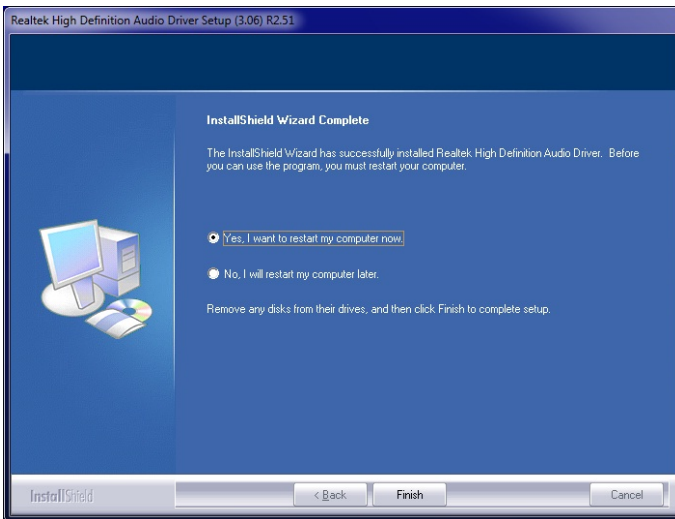 Realtek High Definition Audio Driver Setup (3.06) R2.51
InstallShield Wizard Complete
The InstallShield Wizard has successfully installed Realtek High Definition Audio Driver. Before
you can use the program, you must restart your computer.
Yes, I want to restart my computer now.
No, I will restart my computer later.
Remove any disks from their drives, and then click Finish to complete setup.
InstallShield
< Back
Finish
Cancel